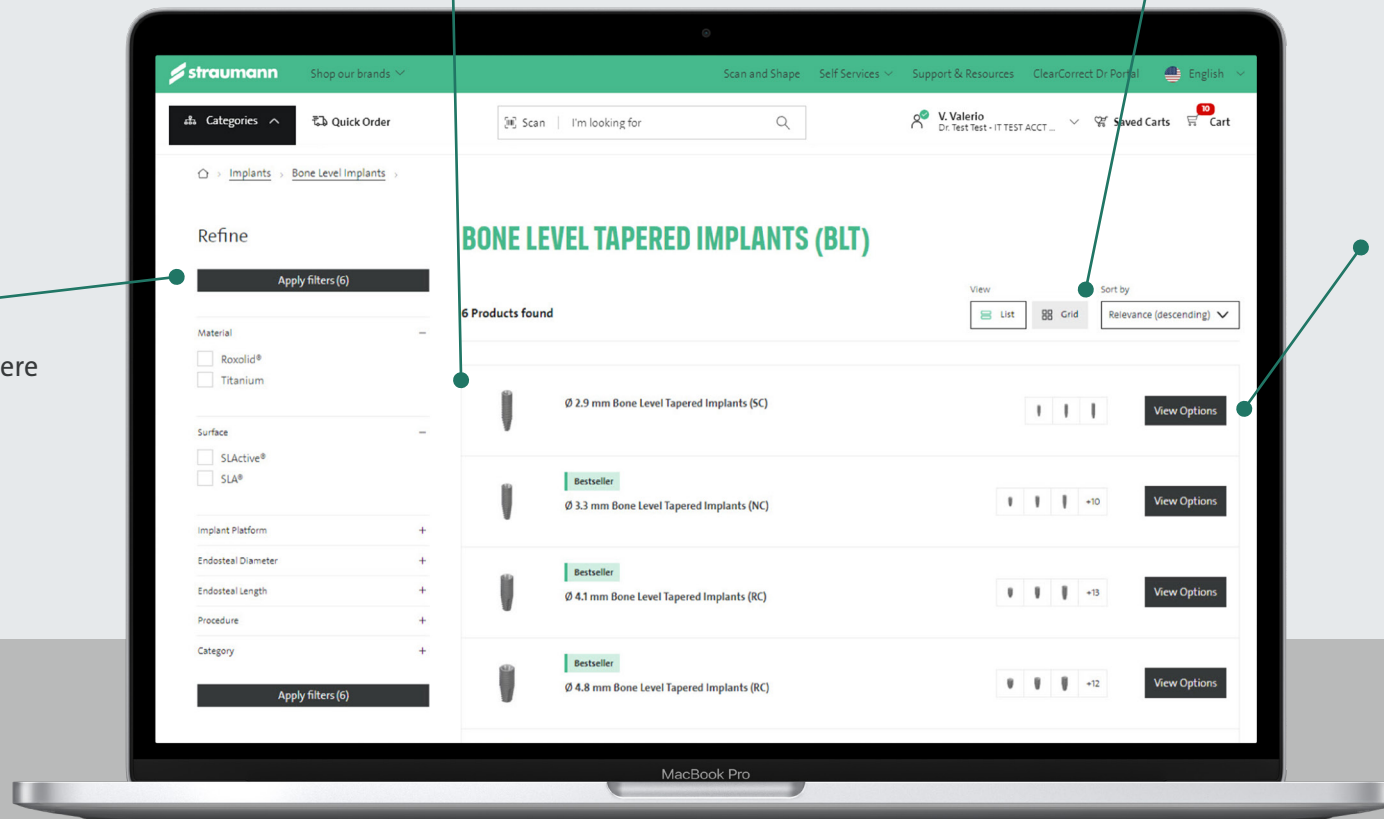 straumann
Shop our brands
Scan and Shape Self Services Support & Resources ClearCorrect Dr Portal English
Categories Quick Order
Scan I'm looking for
V. Valerio
Dr. Test Test - IT TEST ACCT ...
Saved Carts
10
Cart
Implants > Bone Level Implants >
Refine
Apply filters (6)
ere
Material
Roxolid®
Titanium
Surface
SLActive®
SLA®
Implant Platform
Endosteal Diameter
Endosteal Length
Procedure
Category
Apply filters (6)
BONE LEVEL TAPERED IMPLANTS (BLT)
6 Products found
View
List Grid
Sort by
Relevance (descending)
Ø 2.9 mm Bone Level Tapered Implants (SC)
View Options
Bestseller
Ø 3.3 mm Bone Level Tapered Implants (NC)
+10
View Options
Bestseller
Ø 4.1 mm Bone Level Tapered Implants (RC)
+13
View Options
Bestseller
Ø 4.8 mm Bone Level Tapered Implants (RC)
+12
View Options
MacBook Pro